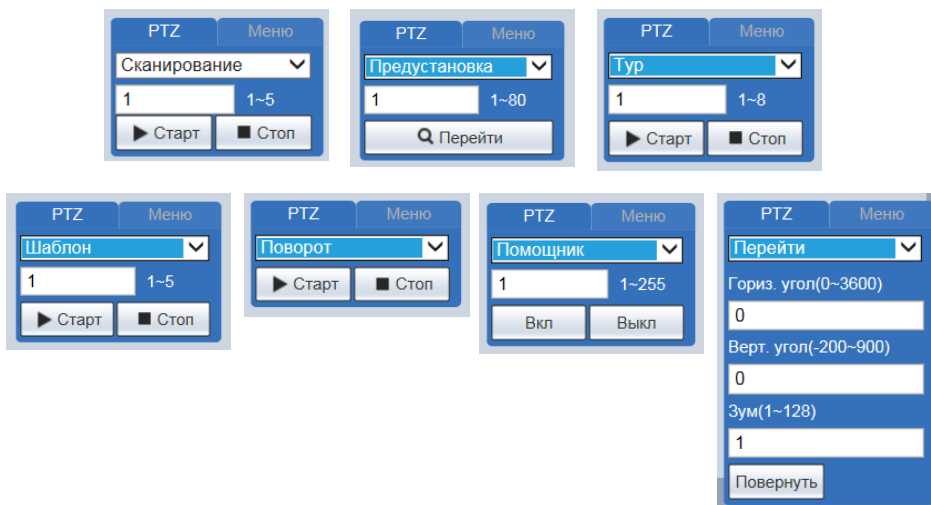 PTZ Меню
Сканирование
1 1~5
Старт Стоп
PTZ Меню
Предустановка
1 1~80
Перейти
PTZ Меню
Тур
1 1~8
Старт Стоп
PTZ Меню
Шаблон
1 1~5
Старт Стоп
PTZ Меню
Поворот
Старт Стоп
PTZ Меню
Помощник
1 1~255
Вкл Выкл
PTZ Меню
Перейти
Гориз. угол(0~3600)
0
Верт. угол(-200~900)
0
Зум(1~128)
1
Повернуть